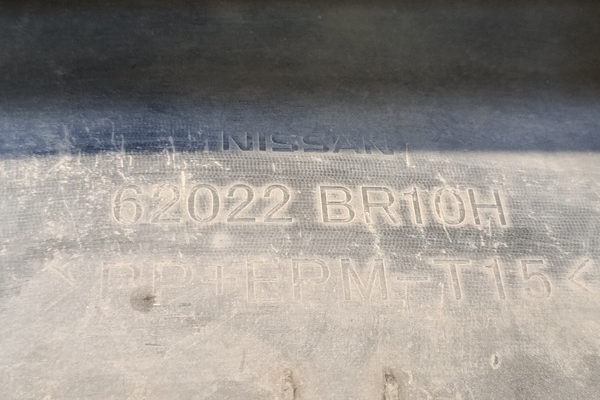 NISSAN
62022 BR10H
>PP+EPM-T15<